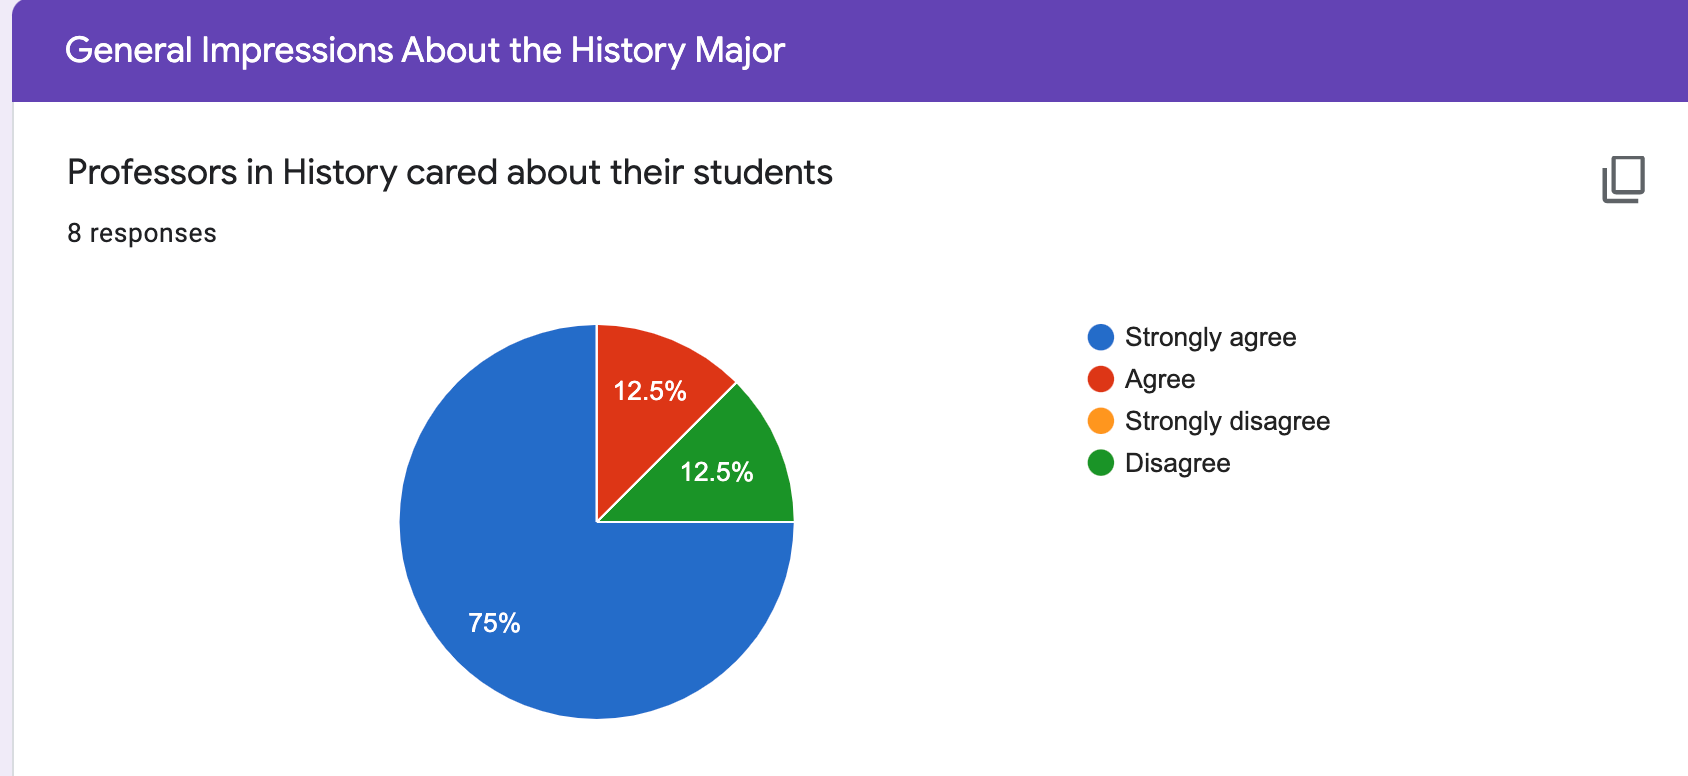 General Impressions About the History Major
Professors in History cared about their students
8 responses
12.5%
12.5%
75%
Strongly agree
Agree
Strongly disagree
Disagree